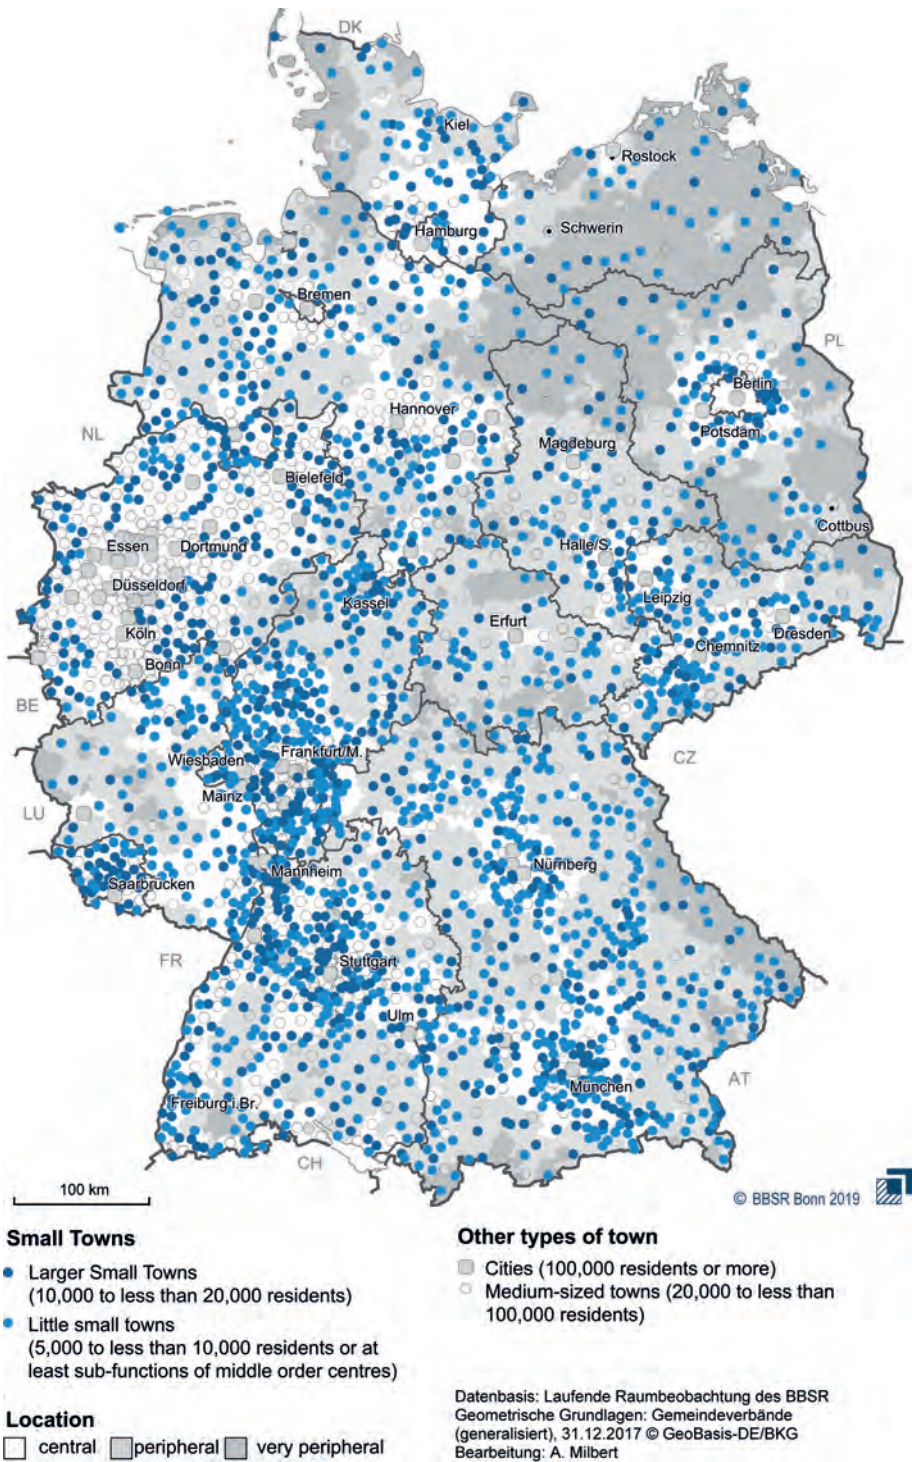 DK
Kiel
Rostock
Hamburg
Schwerin
Bremen
PL
Berlin
Hannover
NL
Potsdam
Magdeburg
Bielefeld
Cottbus
Essen
Dortmund
Halle/S.
Düsseldorf
Leipzig
Kassel
Erfurt
Köln
Dresden
Chemnitz
Bonn
BE
Frankfurt/M.
CZ
Wiesbaden
Mainz
LU
Nürnberg
Mannheim
Saarbrücken
FR
Stuttgart
Ulm
AT
München
Freiburg i.Br.
CH
100 km
© BBSR Bonn 2019
Small Towns
Larger Small Towns
(10,000 to less than 20,000 residents)
Little small towns
(5,000 to less than 10,000 residents or at
least sub-functions of middle order centres)
Other types of town
Cities (100,000 residents or more)
Medium-sized towns (20,000 to less than
100,000 residents)
Location
central peripheral very peripheral
Datenbasis: Laufende Raumbeobachtung des BBSR
Geometrische Grundlagen: Gemeindeverbände
(generalisiert), 31.12.2017 © GeoBasis-DE/BKG
Bearbeitung: A. Milbert